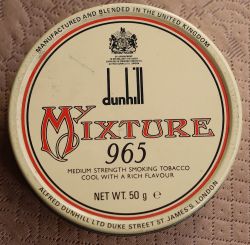 MANUFACTURED AND BLENDED IN THE UNITED KINGDOM
dunhill
MY MIXTURE
965
MEDIUM STRENGTH SMOKING TOBACCO
COOL WITH A RICH FLAVOUR
NET WT. 50 g ℮
ALFRED DUNHILL LTD DUKE STREET ST JAMES'S LONDON